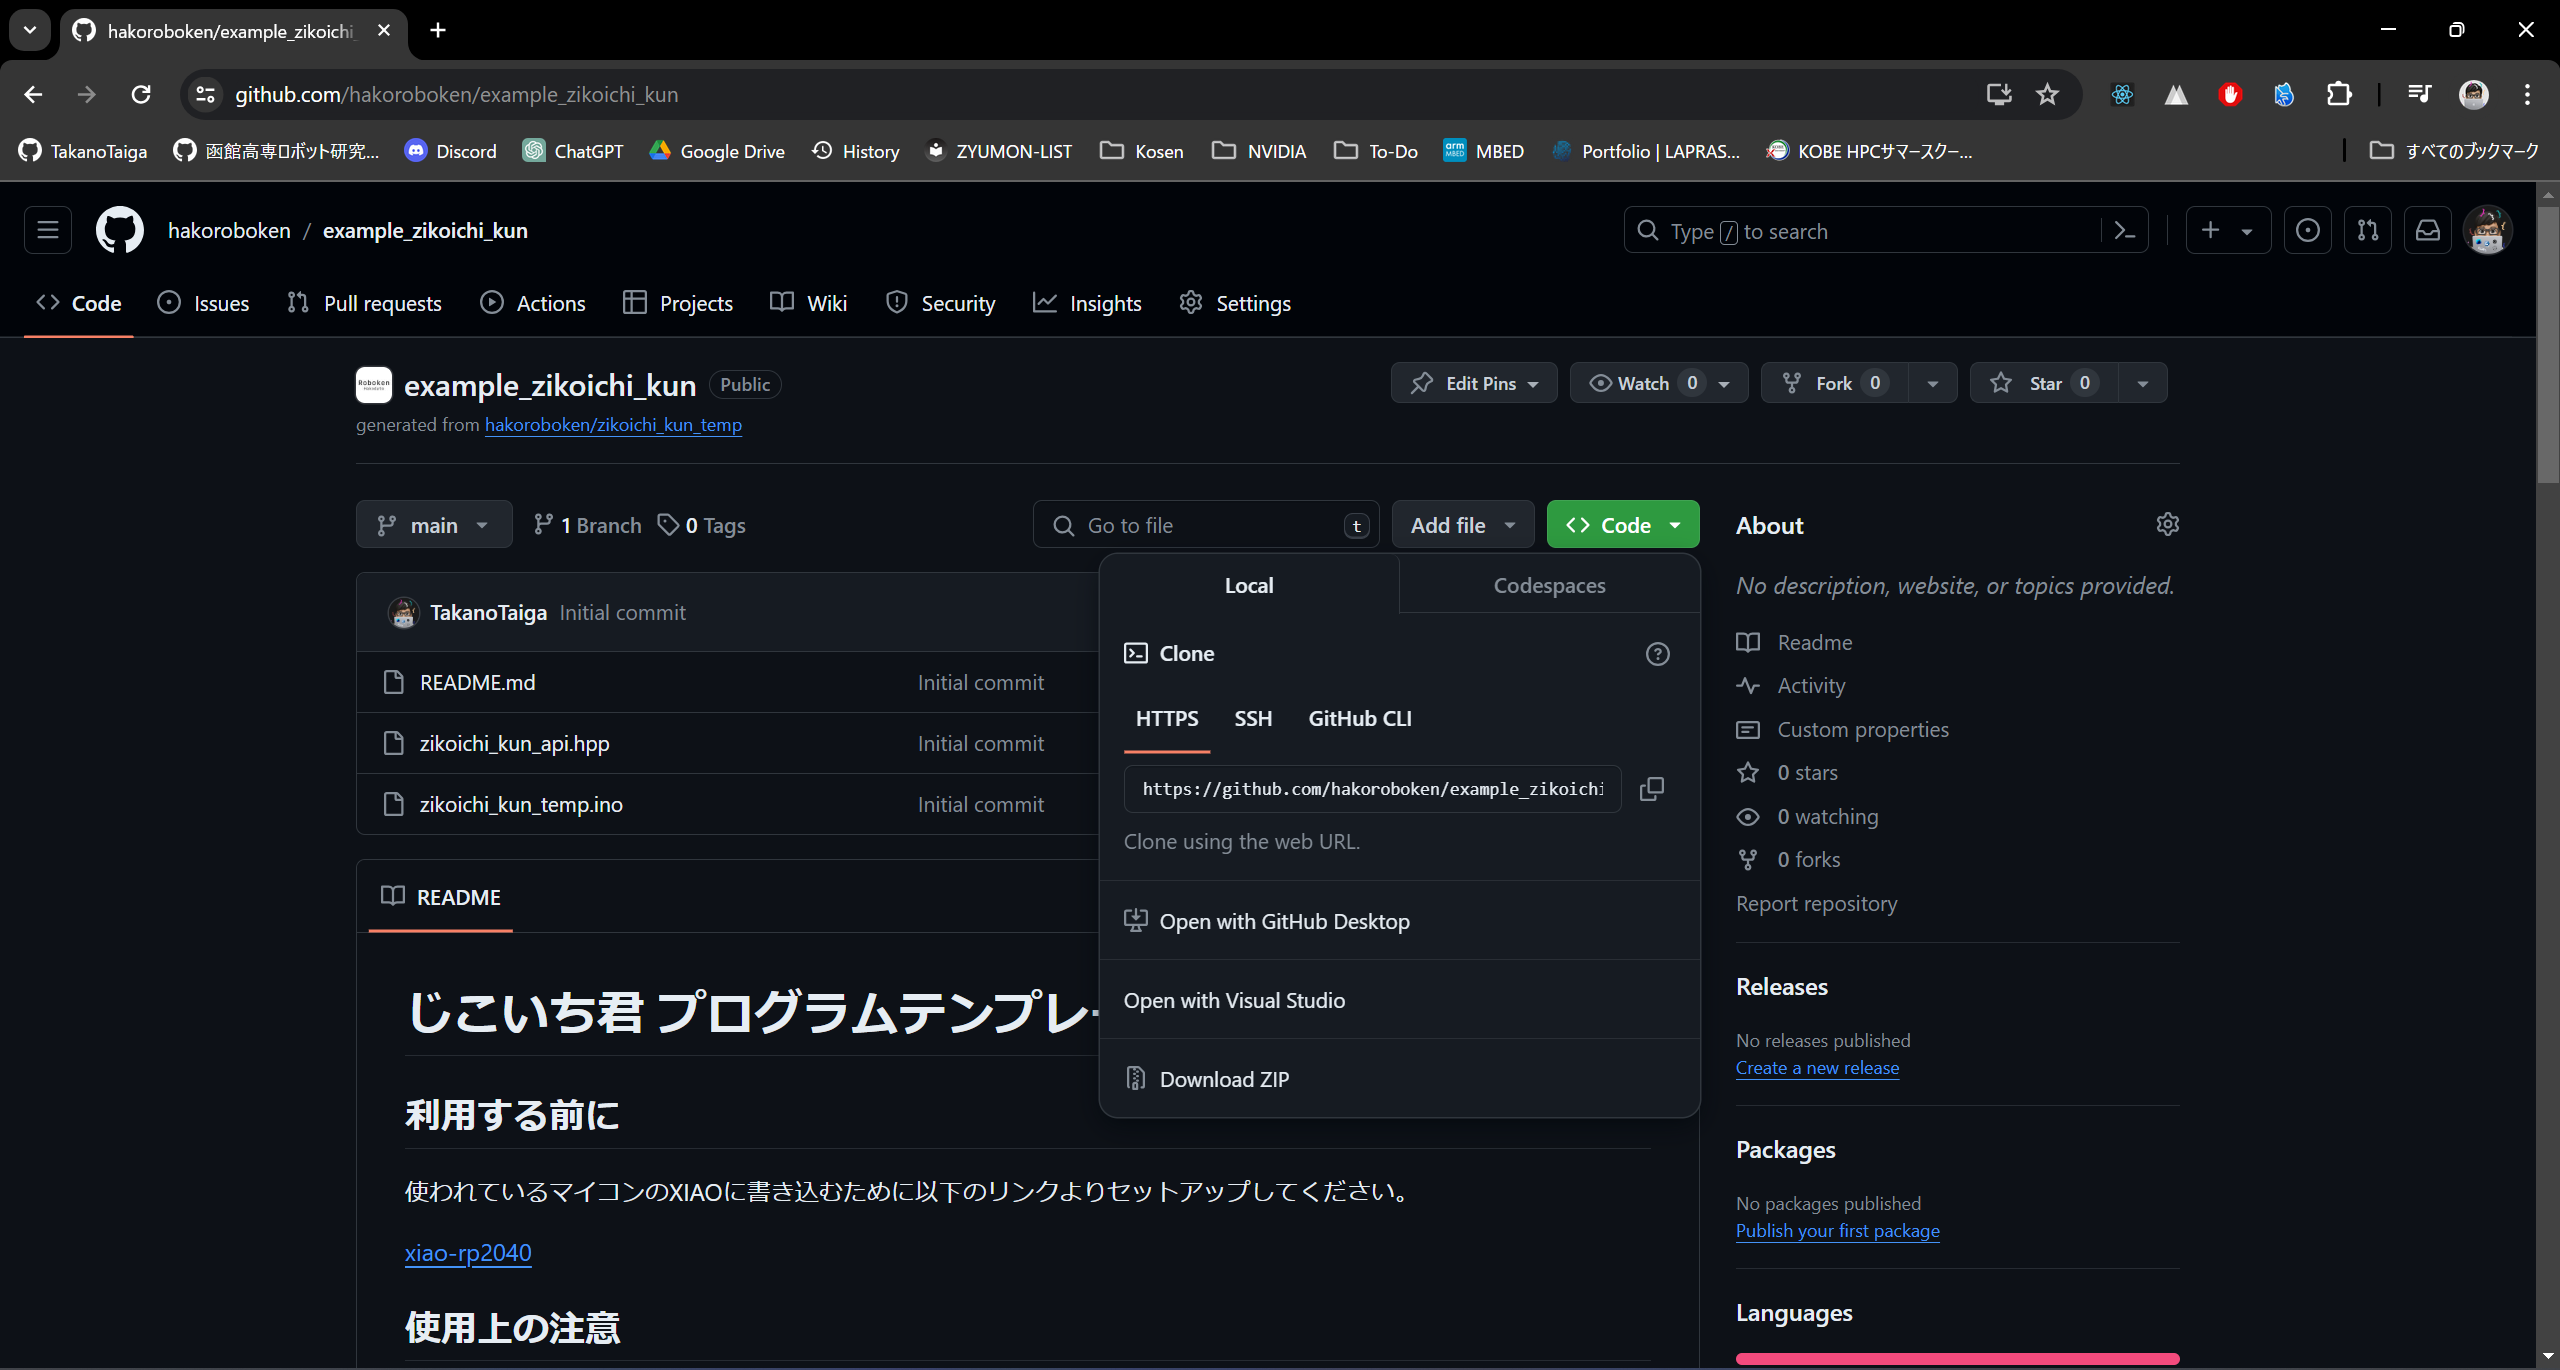 hakoroboken/example_zikoichi_
github.com/hakoroboken/example_zikoichi_kun
TakanoTaiga 函館高専ロボット研究... Discord ChatGPT Google Drive History ZYUMON-LIST Kosen NVIDIA To-Do MBED Portfolio | LAPRAS... KOBE HPCサマースクー... すべてのブックマーク
hakoroboken / example_zikoichi_kun Type / to search
Code Issues Pull requests Actions Projects Wiki Security Insights Settings
Roboken example_zikoichi_kun Public Edit Pins Watch 0 Fork 0 Star 0
generated from hakoroboken/zikoichi_kun_temp
main 1 Branch 0 Tags Go to file t Add file Code
Local Codespaces
TakanoTaiga Initial commit
README.md Initial commit
zikoichi_kun_api.hpp Initial commit
zikoichi_kun_temp.ino Initial commit
Clone
HTTPS SSH GitHub CLI
https://github.com/hakoroboken/example_zikoichi
Clone using the web URL.
Open with GitHub Desktop
Open with Visual Studio
Download ZIP
README
じこいち君 プログラムテンプレ
利用する前に
使われているマイコンのXIAOに書き込むために以下のリンクよりセットアップしてください。
xiao-rp2040
使用上の注意
About
No description, website, or topics provided.
Readme
Activity
Custom properties
0 stars
0 watching
0 forks
Report repository
Releases
No releases published
Create a new release
Packages
No packages published
Publish your first package
Languages